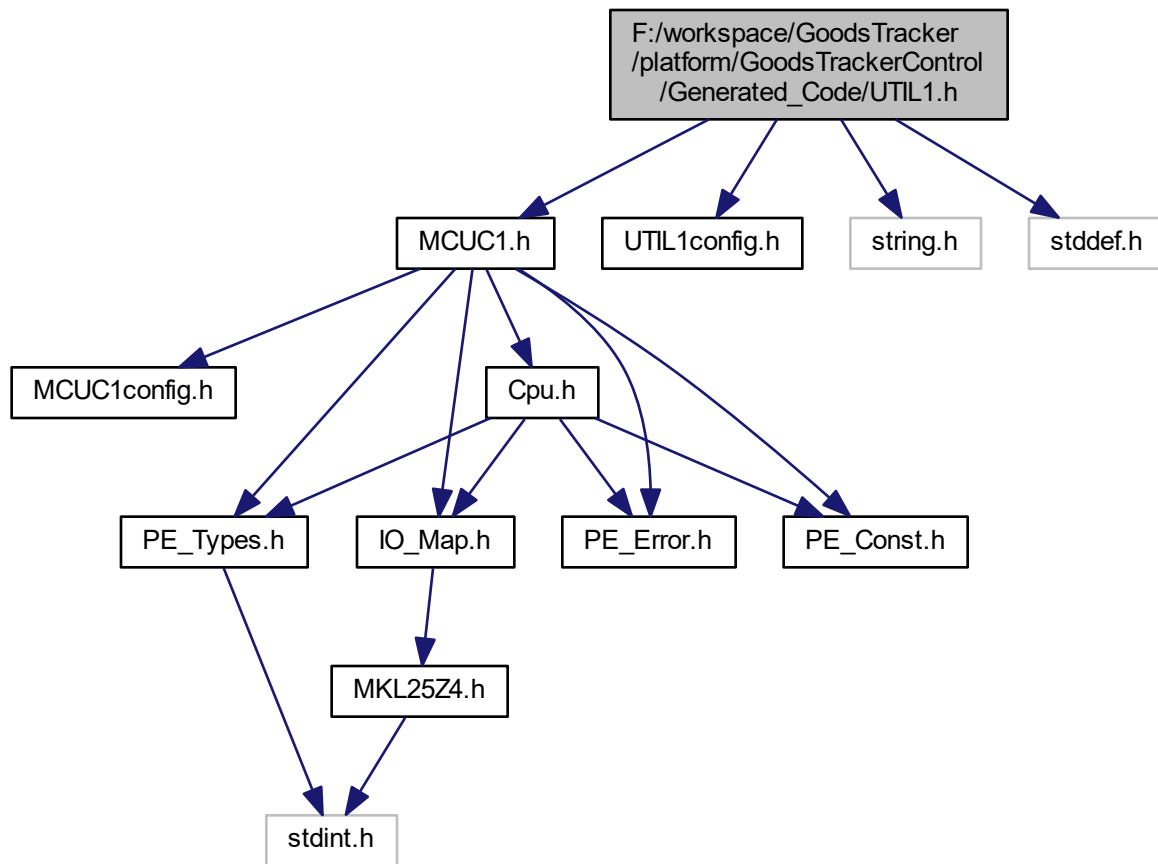 F:/workspace/GoodsTracker
/platform/GoodsTrackerControl
/Generated_Code/UTIL1.h
MCUC1.h
UTIL1config.h
string.h
stddef.h
MCUC1config.h
Cpu.h
PE_Types.h
IO_Map.h
PE_Error.h
PE_Const.h
MKL25Z4.h
stdint.h